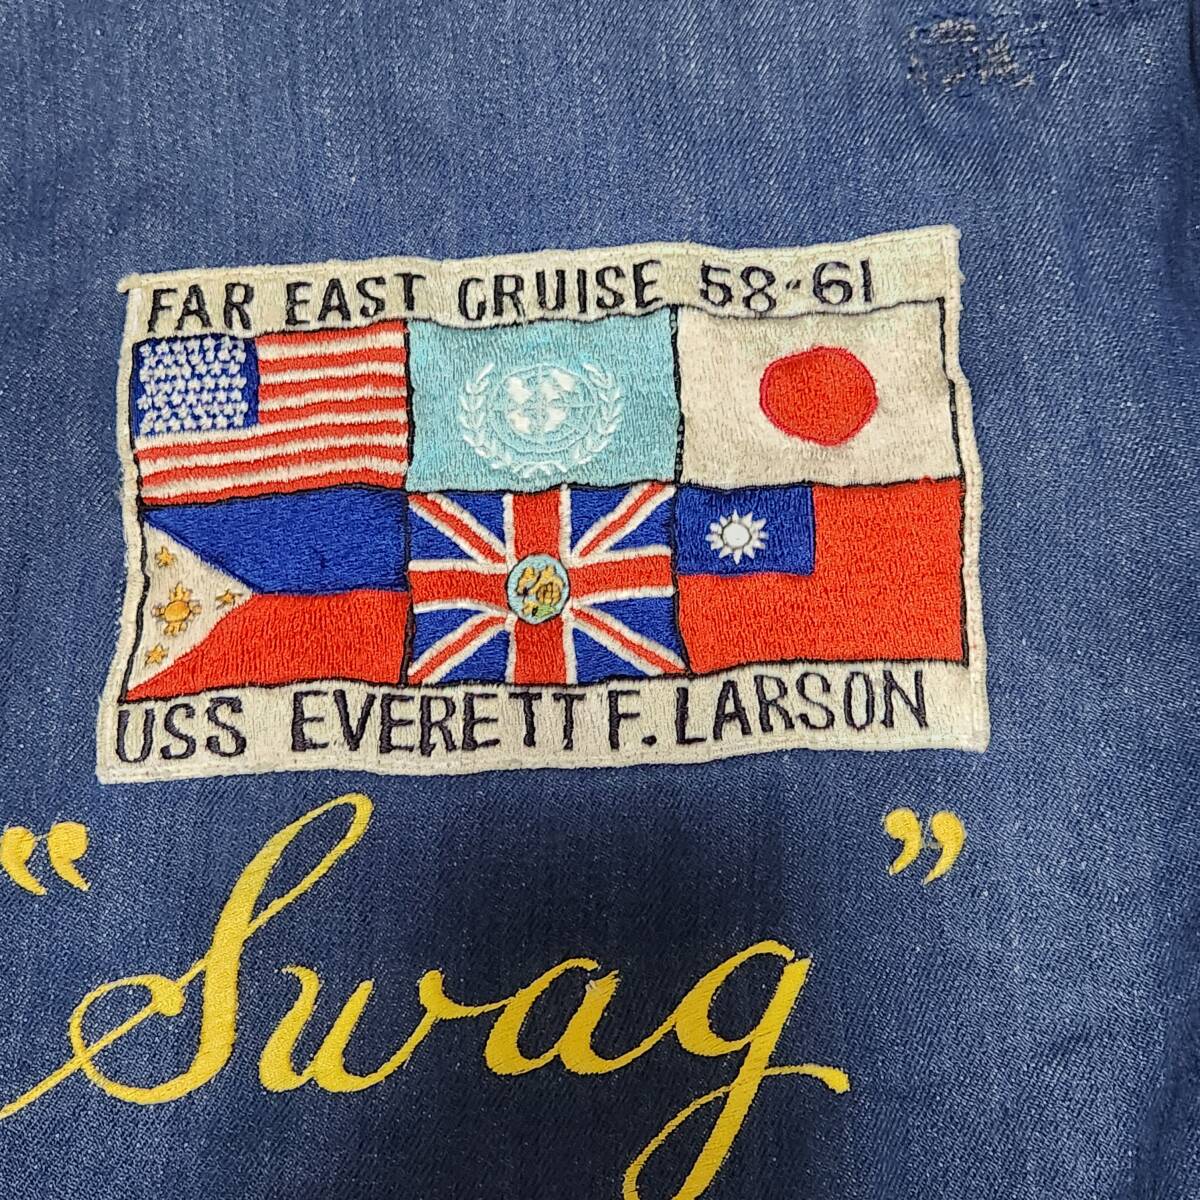 FAR EAST CRUISE 58-61
USS EVERETT F. LARSON
“Swag”